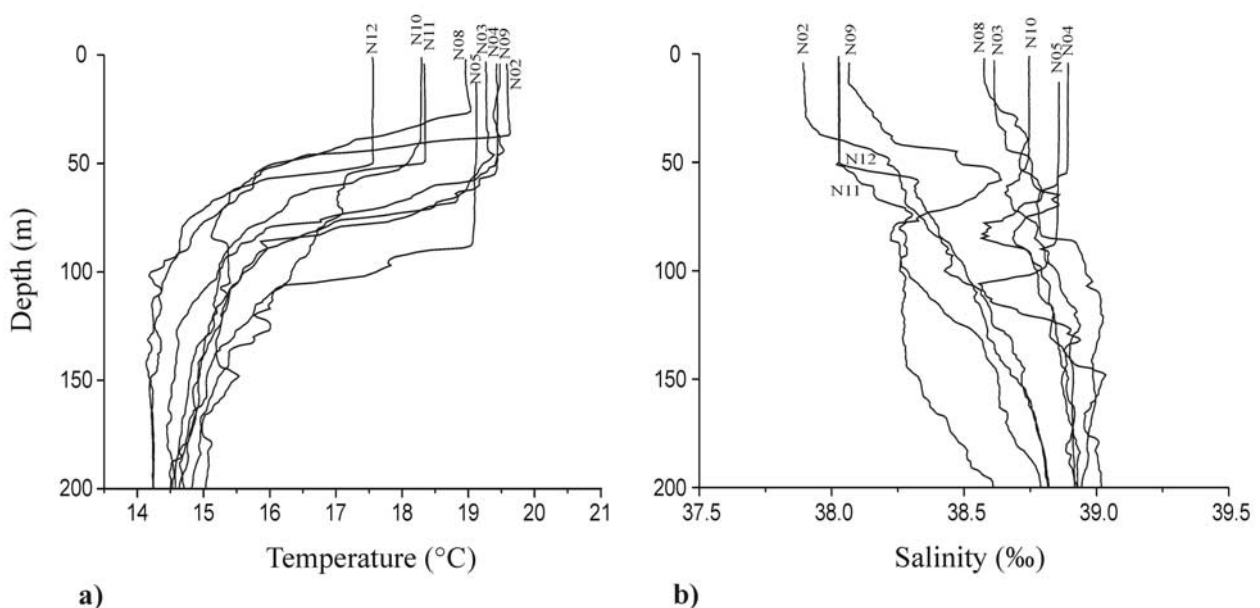 N12
N10
N11
N08
N05
N03
N04
N09
N02
0
50
100
150
200
Depth (m)
14 15 16 17 18 19 20 21
Temperature (°C)
a)
N02
N09
N08
N03
N10
N05
N04
N12
N11
0
50
100
150
200
37.5 38.0 38.5 39.0 39.5
Salinity (‰)
b)